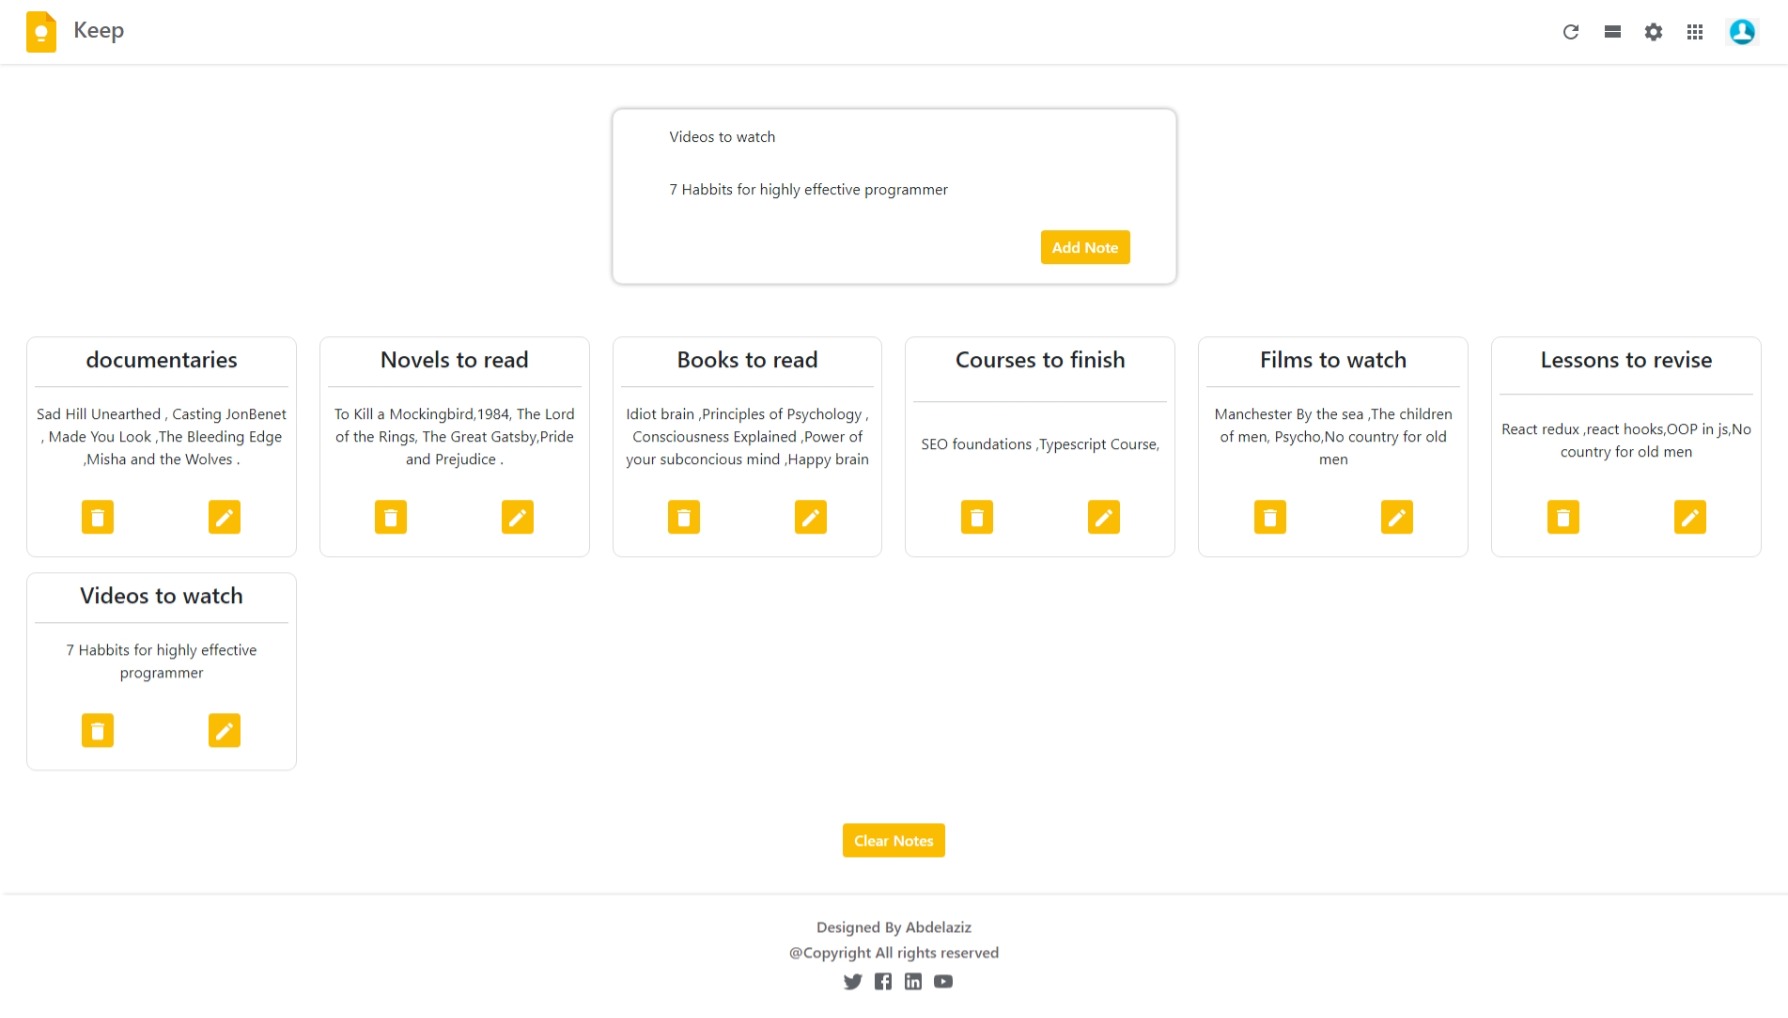 Keep
Videos to watch
7 Habbits for highly effective programmer
Add Note
documentaries
Sad Hill Unearthed , Casting JonBenet
, Made You Look ,The Bleeding Edge
,Misha and the Wolves .
Novels to read
To Kill a Mockingbird,1984, The Lord
of the Rings, The Great Gatsby,Pride
and Prejudice .
Books to read
Idiot brain ,Principles of Psychology ,
Consciousness Explained ,Power of
your subconcious mind ,Happy brain
Courses to finish
SEO foundations ,Typescript Course,
Films to watch
Manchester By the sea ,The children
of men, Psycho,No country for old
men
Lessons to revise
React redux ,react hooks,OOP in js,No
country for old men
Videos to watch
7 Habbits for highly effective
programmer
Clear Notes
Designed By Abdelaziz
@Copyright All rights reserved